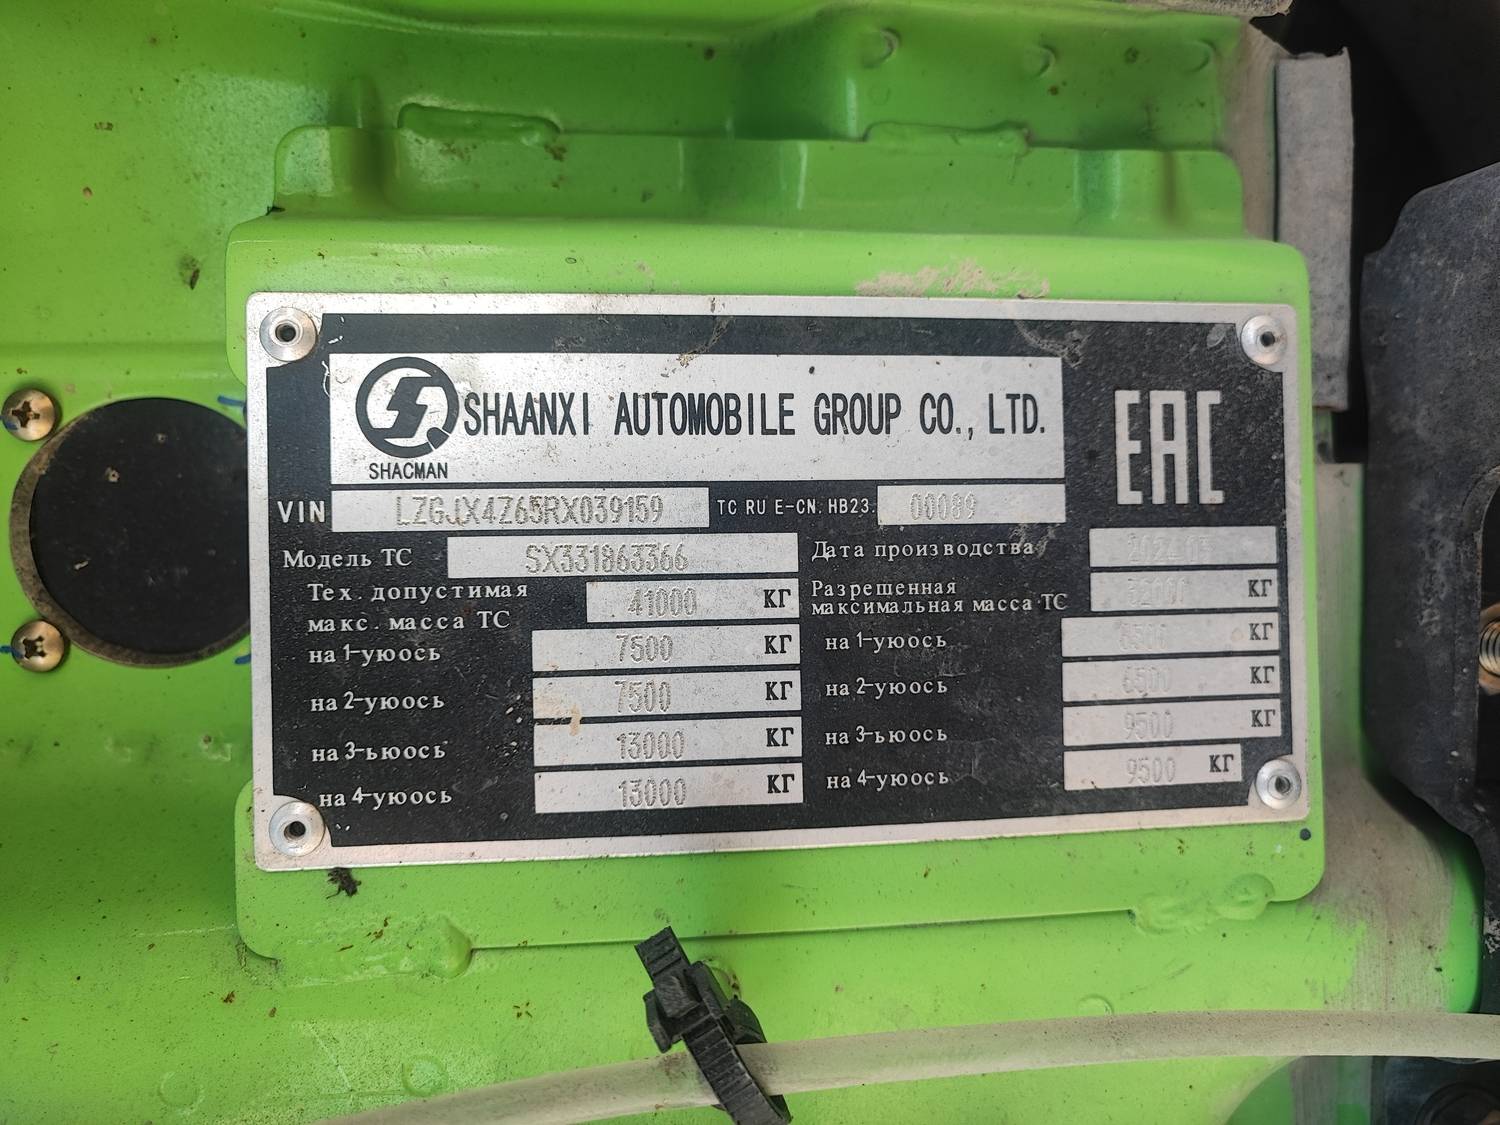 SHAANXI AUTOMOBILE GROUP CO., LTD.
SHACMAN
EAC
VIN LZGJX4Z65RX039159 TC RU E-CN.HB23. 00089
Модель ТС SX331863366 Дата производства
Тех. допустимая макс. масса ТС 41000 КГ Разрешенная максимальная масса ТС 32000 КГ
на 1-уюось 7500 КГ на 1-уюось 6500 КГ
на 2-уюось 7500 КГ на 2-уюось 6500 КГ
на 3-ьюось 13000 КГ на 3-ьюось 9500 КГ
на 4-уюось 13000 КГ на 4-уюось 9500 КГ